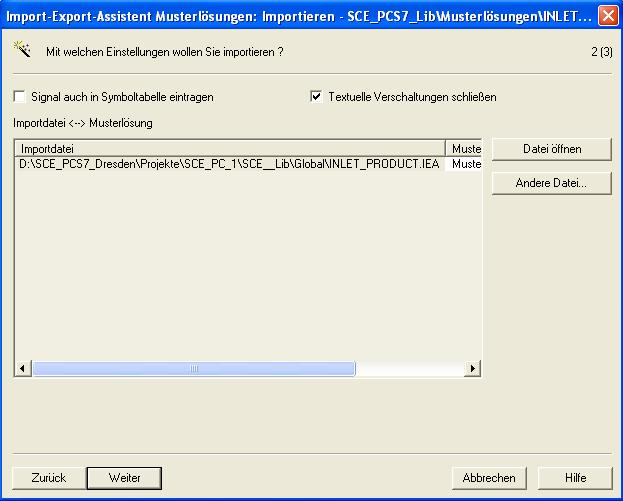 Import-Export-Assistent Musterlösungen: Importieren - SCE_PCS7_Lib\Musterlösungen\INLET...
Mit welchen Einstellungen wollen Sie importieren ?
2 (3)
Signal auch in Symboltabelle eintragen
Textuelle Verschaltungen schließen
Importdatei <--> Musterlösung
Importdatei
Muste
D:\SCE_PCS7_Dresden\Projekte\SCE_PC_1\SCE__Lib\Global\INLET_PRODUCT.IEA
Muste
Datei öffnen
Andere Datei...
Zurück
Weiter
Abbrechen
Hilfe